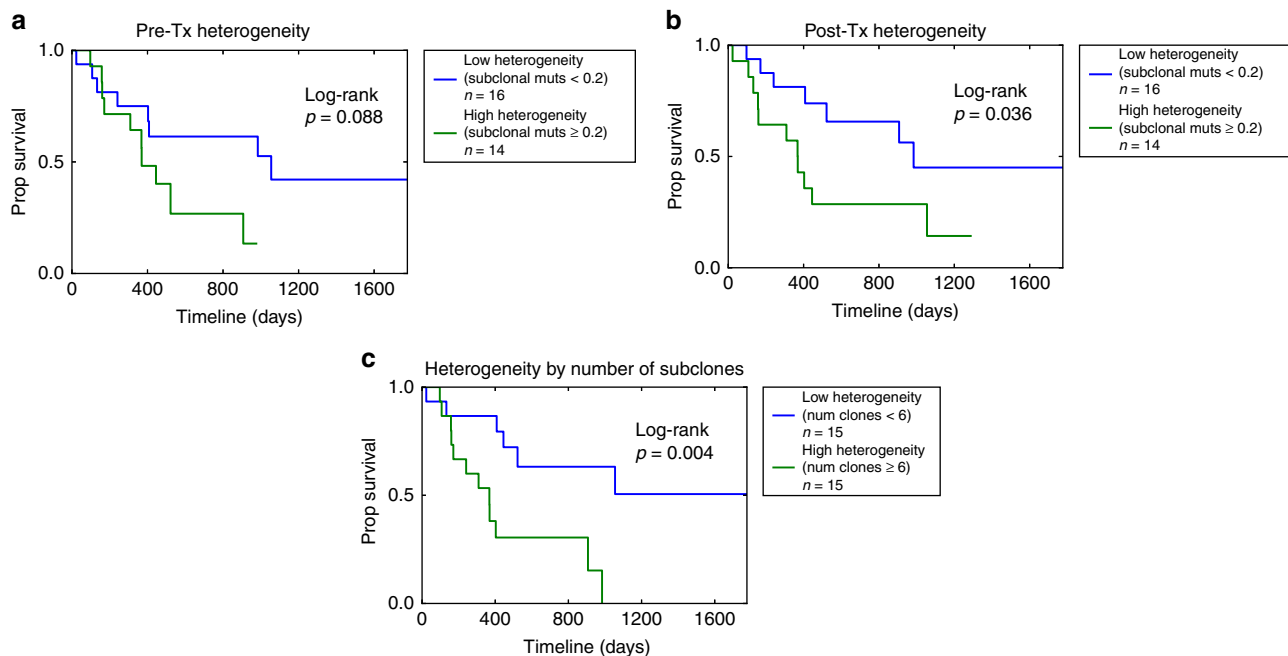 a
Pre-Tx heterogeneity
1.0
0.5
0.0
Prop survival
0 400 800 1200 1600
Timeline (days)
Log-rank
p = 0.088
Low heterogeneity
(subclonal muts < 0.2)
n = 16
High heterogeneity
(subclonal muts ≥ 0.2)
n = 14
b
Post-Tx heterogeneity
1.0
0.5
0.0
Prop survival
0 400 800 1200 1600
Timeline (days)
Log-rank
p = 0.036
Low heterogeneity
(subclonal muts < 0.2)
n = 16
High heterogeneity
(subclonal muts ≥ 0.2)
n = 14
c
Heterogeneity by number of subclones
1.0
0.5
0.0
Prop survival
0 400 800 1200 1600
Timeline (days)
Log-rank
p = 0.004
Low heterogeneity
(num clones < 6)
n = 15
High heterogeneity
(num clones ≥ 6)
n = 15